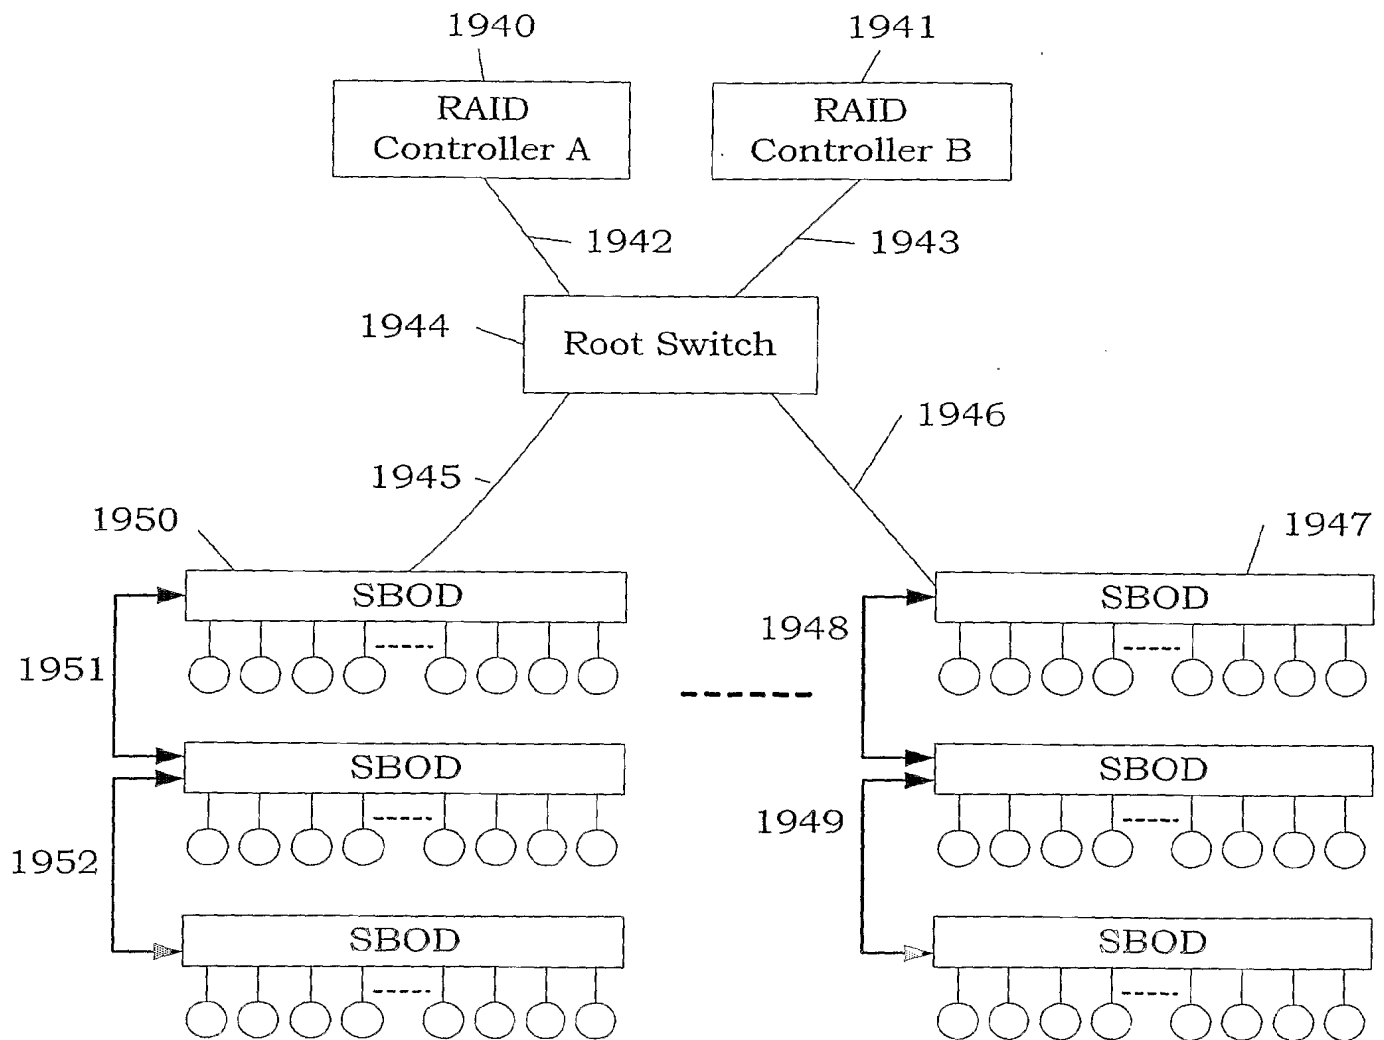 1940
1941
RAID
Controller A
RAID
Controller B
1942
1943
1944
Root Switch
1946
1945
1950
1947
SBOD
SBOD
1948
1951
SBOD
SBOD
1949
1952
SBOD
SBOD